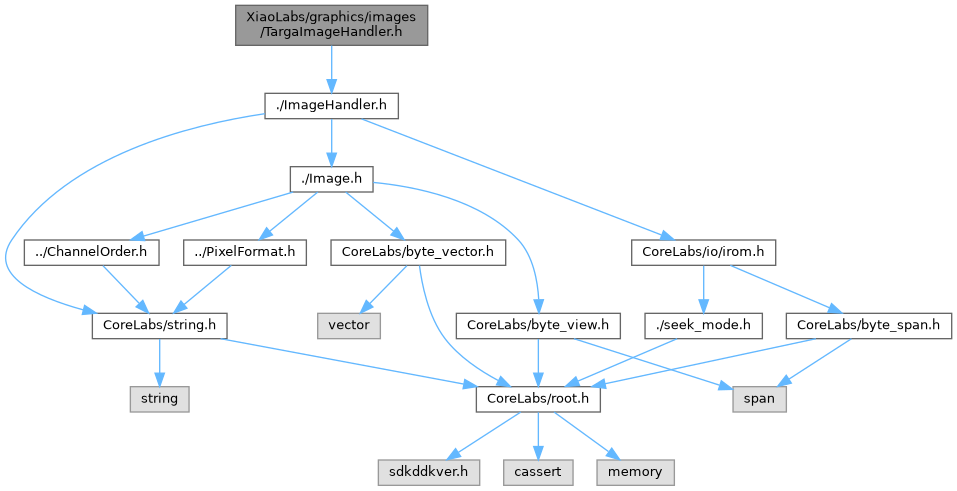 XiaoLabs/graphics/images
/TargaImageHandler.h
./ImageHandler.h
./Image.h
../ChannelOrder.h
../PixelFormat.h
CoreLabs/byte_vector.h
CoreLabs/io/irom.h
CoreLabs/string.h
vector
CoreLabs/byte_view.h
./seek_mode.h
CoreLabs/byte_span.h
string
CoreLabs/root.h
span
sdkddkver.h
cassert
memory